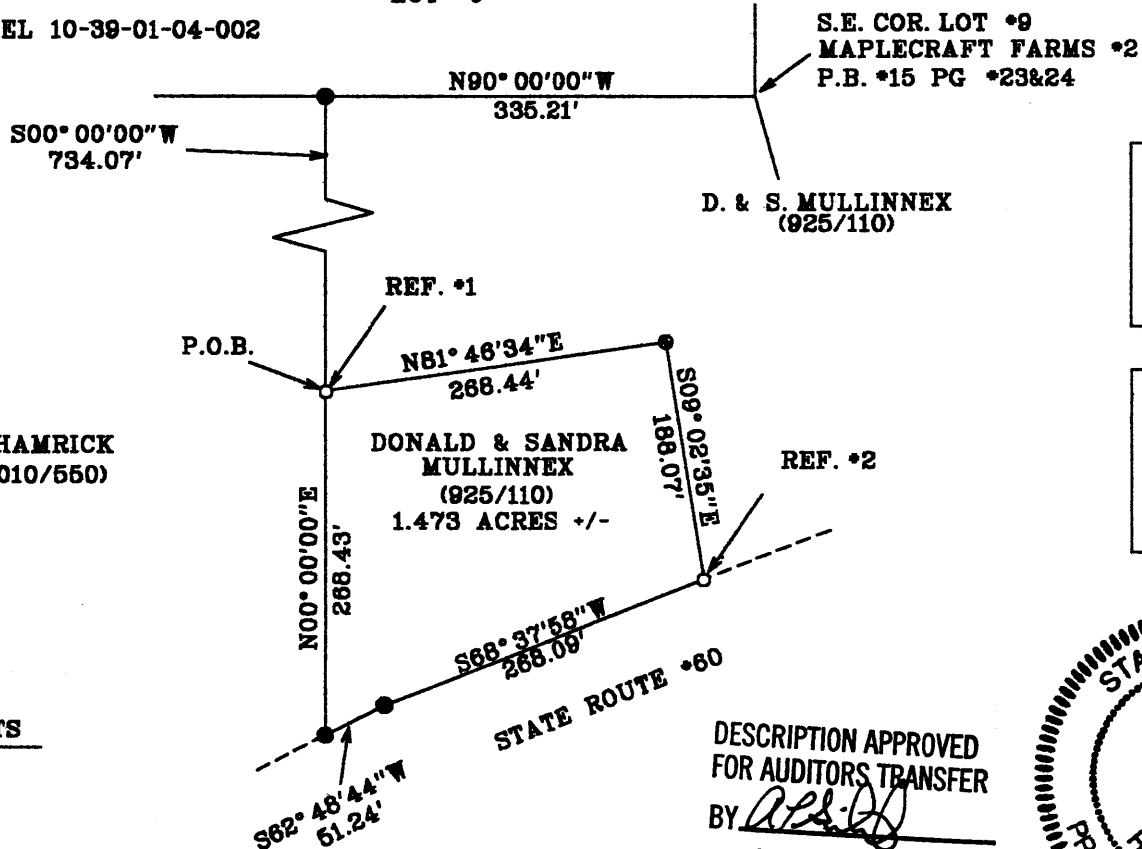 EL 10-39-01-04-002
S.E. COR. LOT #9
MAPLECRAFT FARMS #2
P.B. #15 PG #23&24
N90°00'00"W
335.21'
S00°00'00"W
734.07'
D. & S. MULLINNEX
(925/110)
REF. #1
P.O.B.
N81°46'34"E
268.44'
S09°02'35"E
188.07'
HAMRICK
010/550)
DONALD & SANDRA
MULLINNEX
(925/110)
1.473 ACRES +/-
REF. #2
N00°00'00"E
268.43'
S68°37'58"W
268.09'
STATE ROUTE #60
TS
S62°48'44"W
51.24'
DESCRIPTION APPROVED
FOR AUDITORS TRANSFER
BY
STA